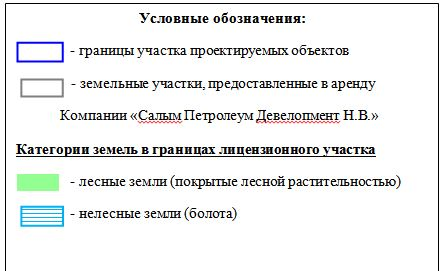 Условные обозначения:
- границы участка проектируемых объектов
- земельные участки, предоставленные в аренду
Компании «Салым Петролеум Девелопмент Н.В.»
Категории земель в границах лицензионного участка
- лесные земли (покрытые лесной растительностью)
- нелесные земли (болота)